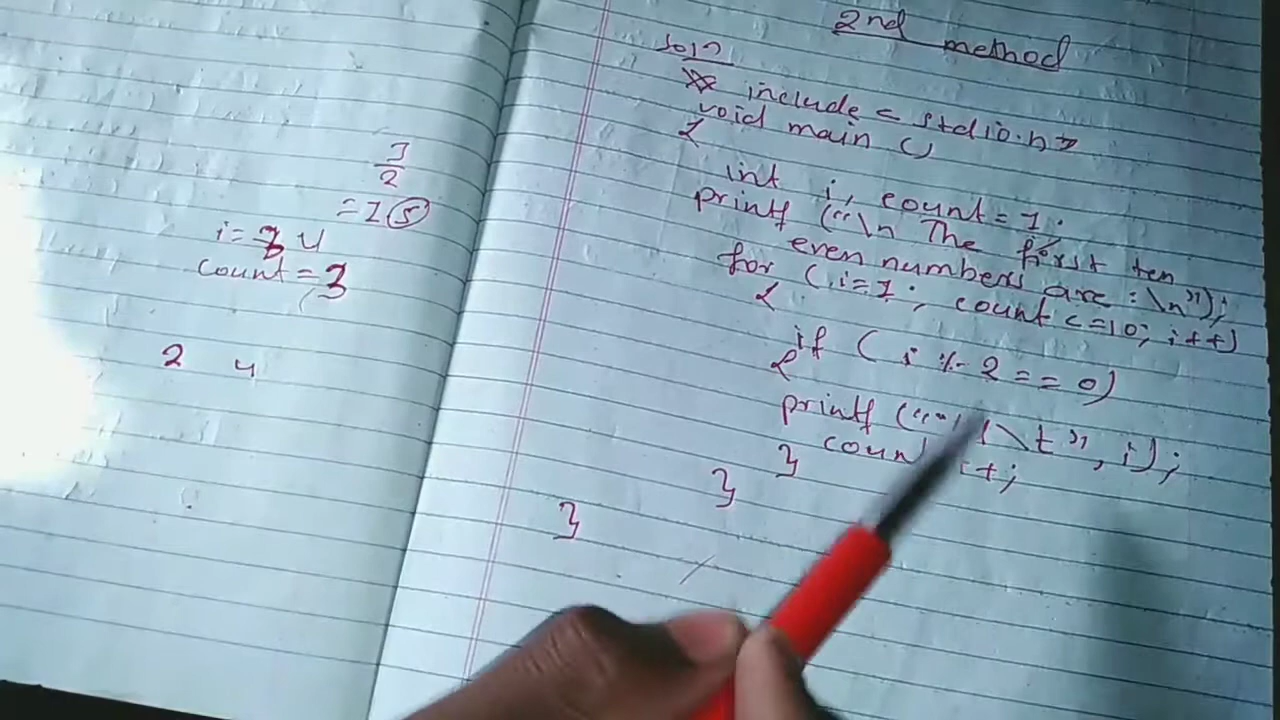 3
2
= 1 5
i = 3 4
count = 3
2 4
2nd method
Soln
include < stdio.h>
void main ()
{
int i, count = 1;
printf ("\n The first ten
even numbers are : \n");
for (i=1; count <=10; i++)
{
if ( i % 2 == 0)
{
printf ( \t", i);
}
}
}